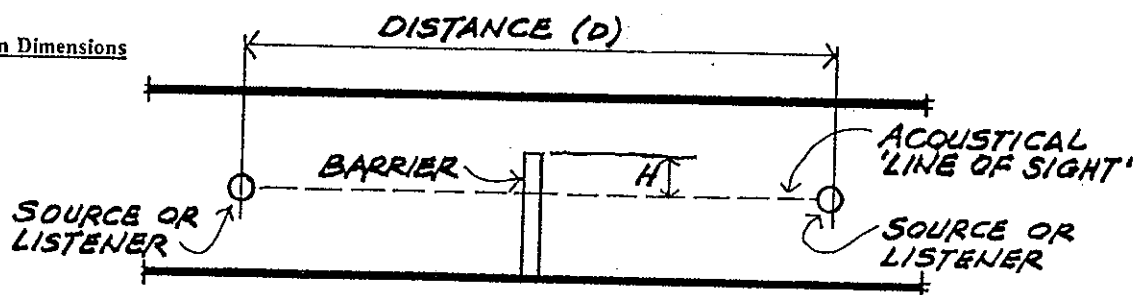 DISTANCE (D)
n Dimensions
BARRIER
H
ACOUSTICAL
'LINE OF SIGHT'
SOURCE OR
LISTENER
SOURCE OR
LISTENER